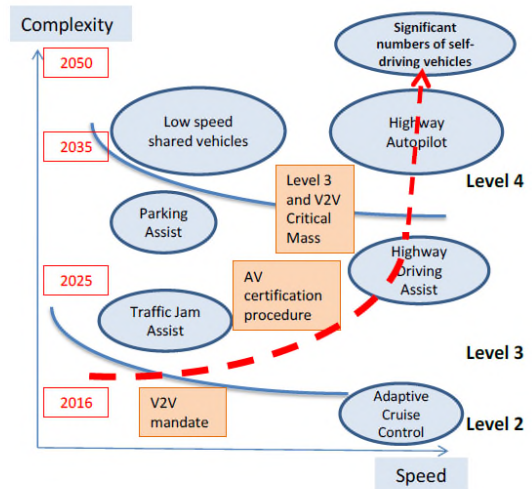 Complexity
Significant
numbers of self-
driving vehicles
2050
Low speed
shared vehicles
Highway
Autopilot
2035
Level 4
Level 3
and V2V
Critical
Mass
Parking
Assist
Highway
Driving
Assist
2025
AV
certification
procedure
Traffic Jam
Assist
Level 3
2016
V2V
mandate
Adaptive
Cruise
Control
Level 2
Speed